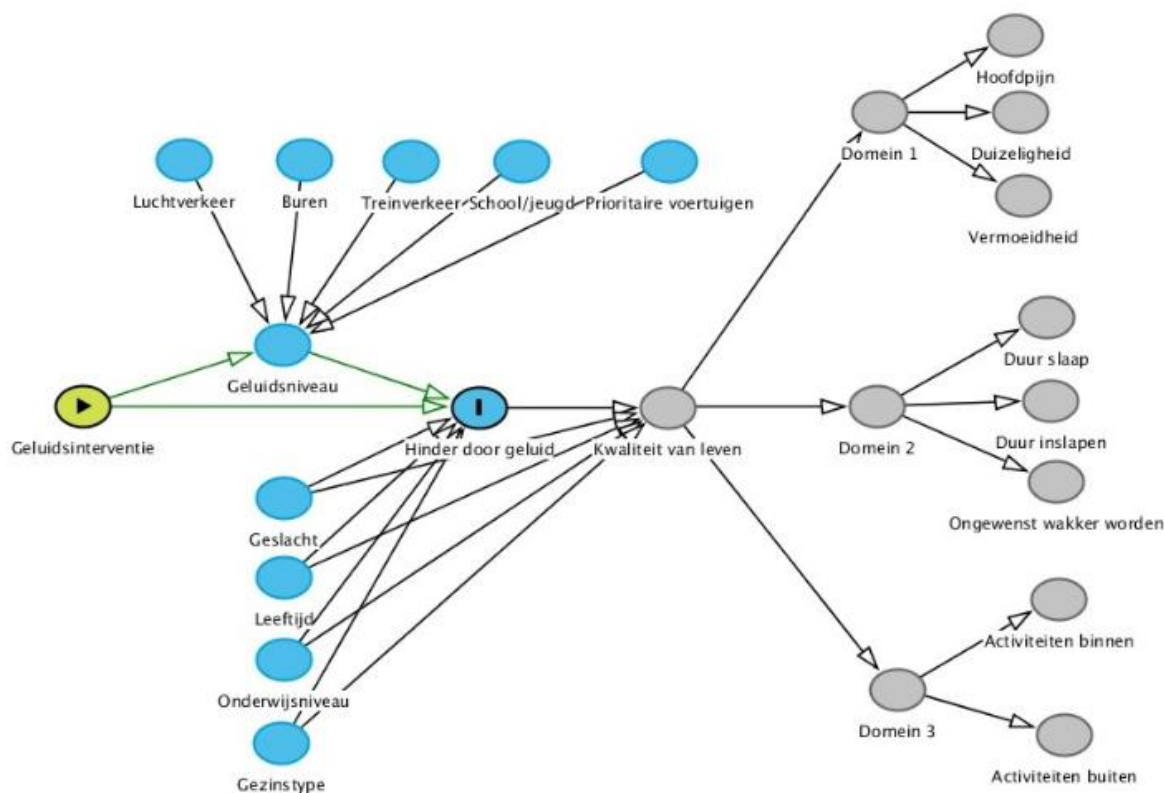 Hoofdpijn
Domein 1
Duizeligheid
Luchtverkeer
Buren
Treinverkeer
School/jeugd
Prioritaire voertuigen
Vermoeidheid
Duur slaap
Geluidsniveau
Geluidsinterventie
Hinder door geluid
Kwaliteit van leven
Domein 2
Duur inslapen
Ongewenst wakker worden
Geslacht
Leeftijd
Activiteiten binnen
Onderwijsniveau
Domein 3
Gezinstype
Activiteiten buiten